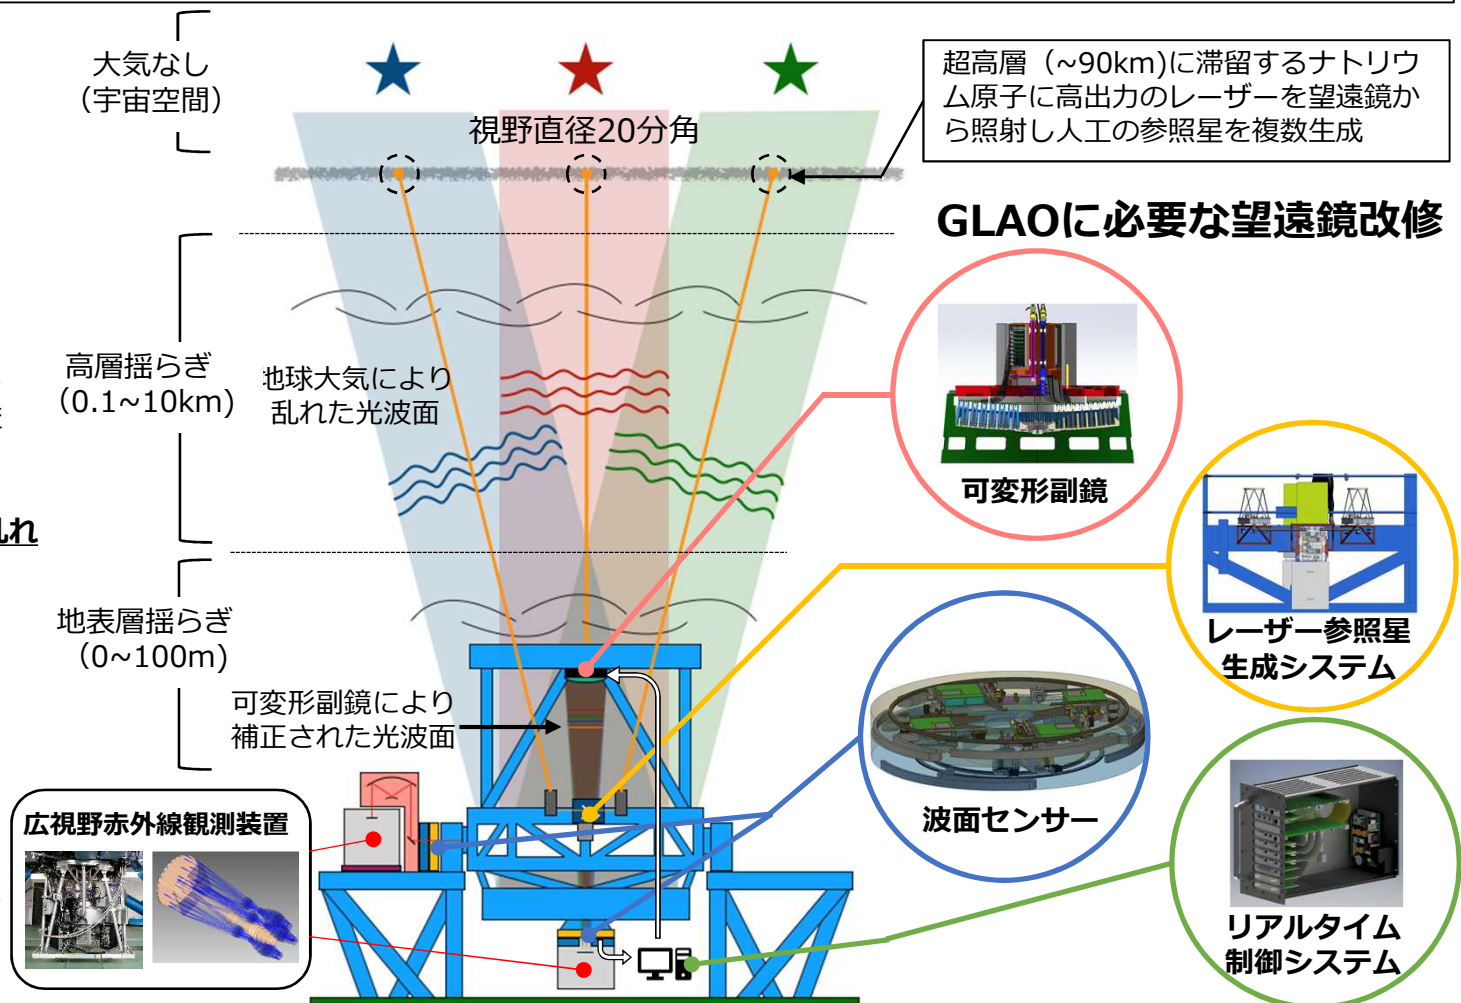 大気なし
（宇宙空間）
視野直径20分角
超高層（~90km)に滞留するナトリウ
ム原子に高出力のレーザーを望遠鏡か
ら照射し人工の参照星を複数生成
GLAOに必要な望遠鏡改修
高層揺らぎ
（0.1~10km)
地球大気により
乱れた光波面
可変形副鏡
れ
地表層揺らぎ
（0~100m)
可変形副鏡により
補正された光波面
レーザー参照星
生成システム
波面センサー
広視野赤外線観測装置
リアルタイム
制御システム